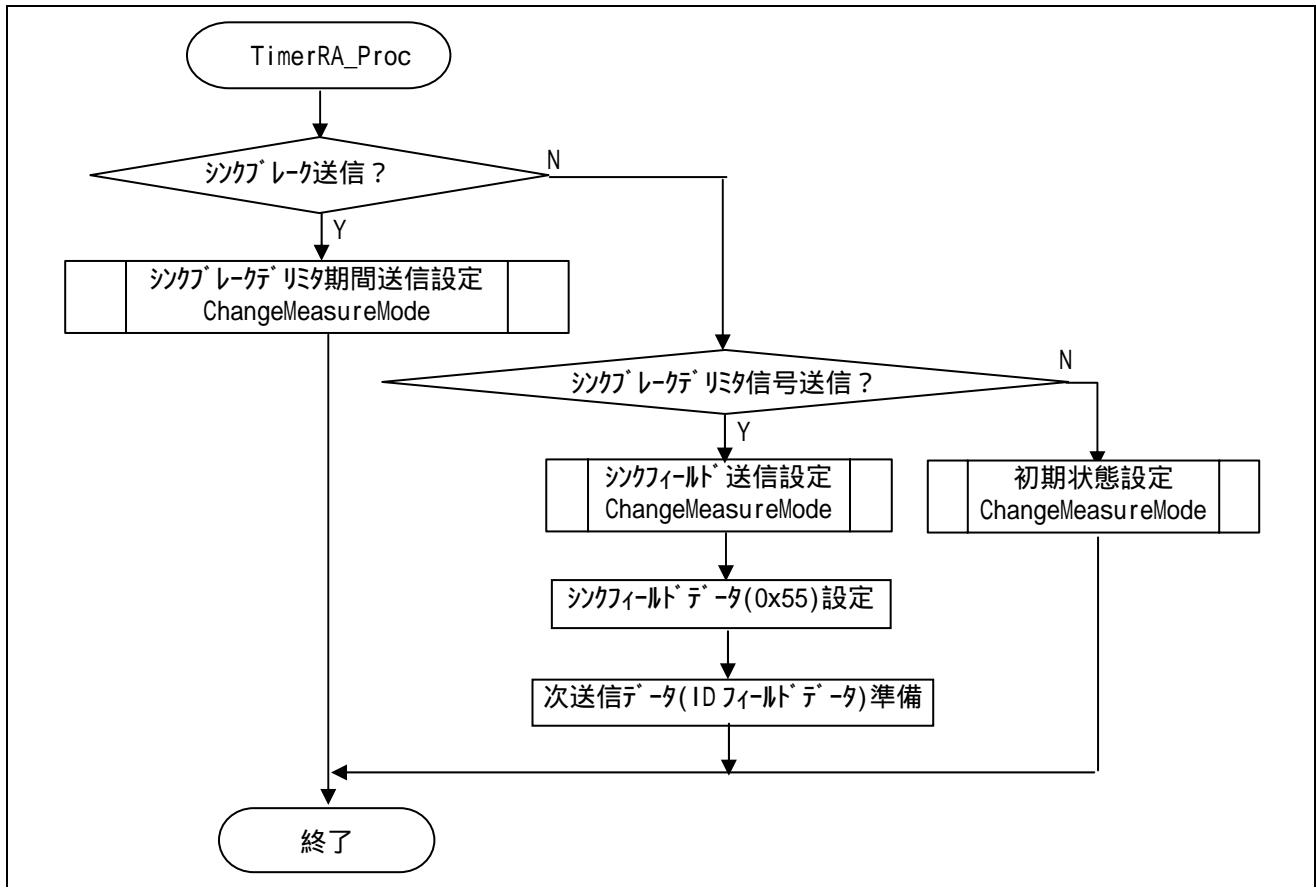 TimerRA_Proc
ｼﾝｸﾌﾞﾚｰｸ送信？
N
Y
ｼﾝｸﾌﾞﾚｰｸﾃﾞﾘﾐﾀ期間送信設定
ChangeMeasureMode
N
ｼﾝｸﾌﾞﾚｰｸﾃﾞﾘﾐﾀ信号送信？
Y
ｼﾝｸﾌｨｰﾙﾄﾞ送信設定
ChangeMeasureMode
初期状態設定
ChangeMeasureMode
ｼﾝｸﾌｨｰﾙﾄﾞﾃﾞｰﾀ(0x55)設定
次送信ﾃﾞｰﾀ(IDﾌｨｰﾙﾄﾞﾃﾞｰﾀ)準備
終了